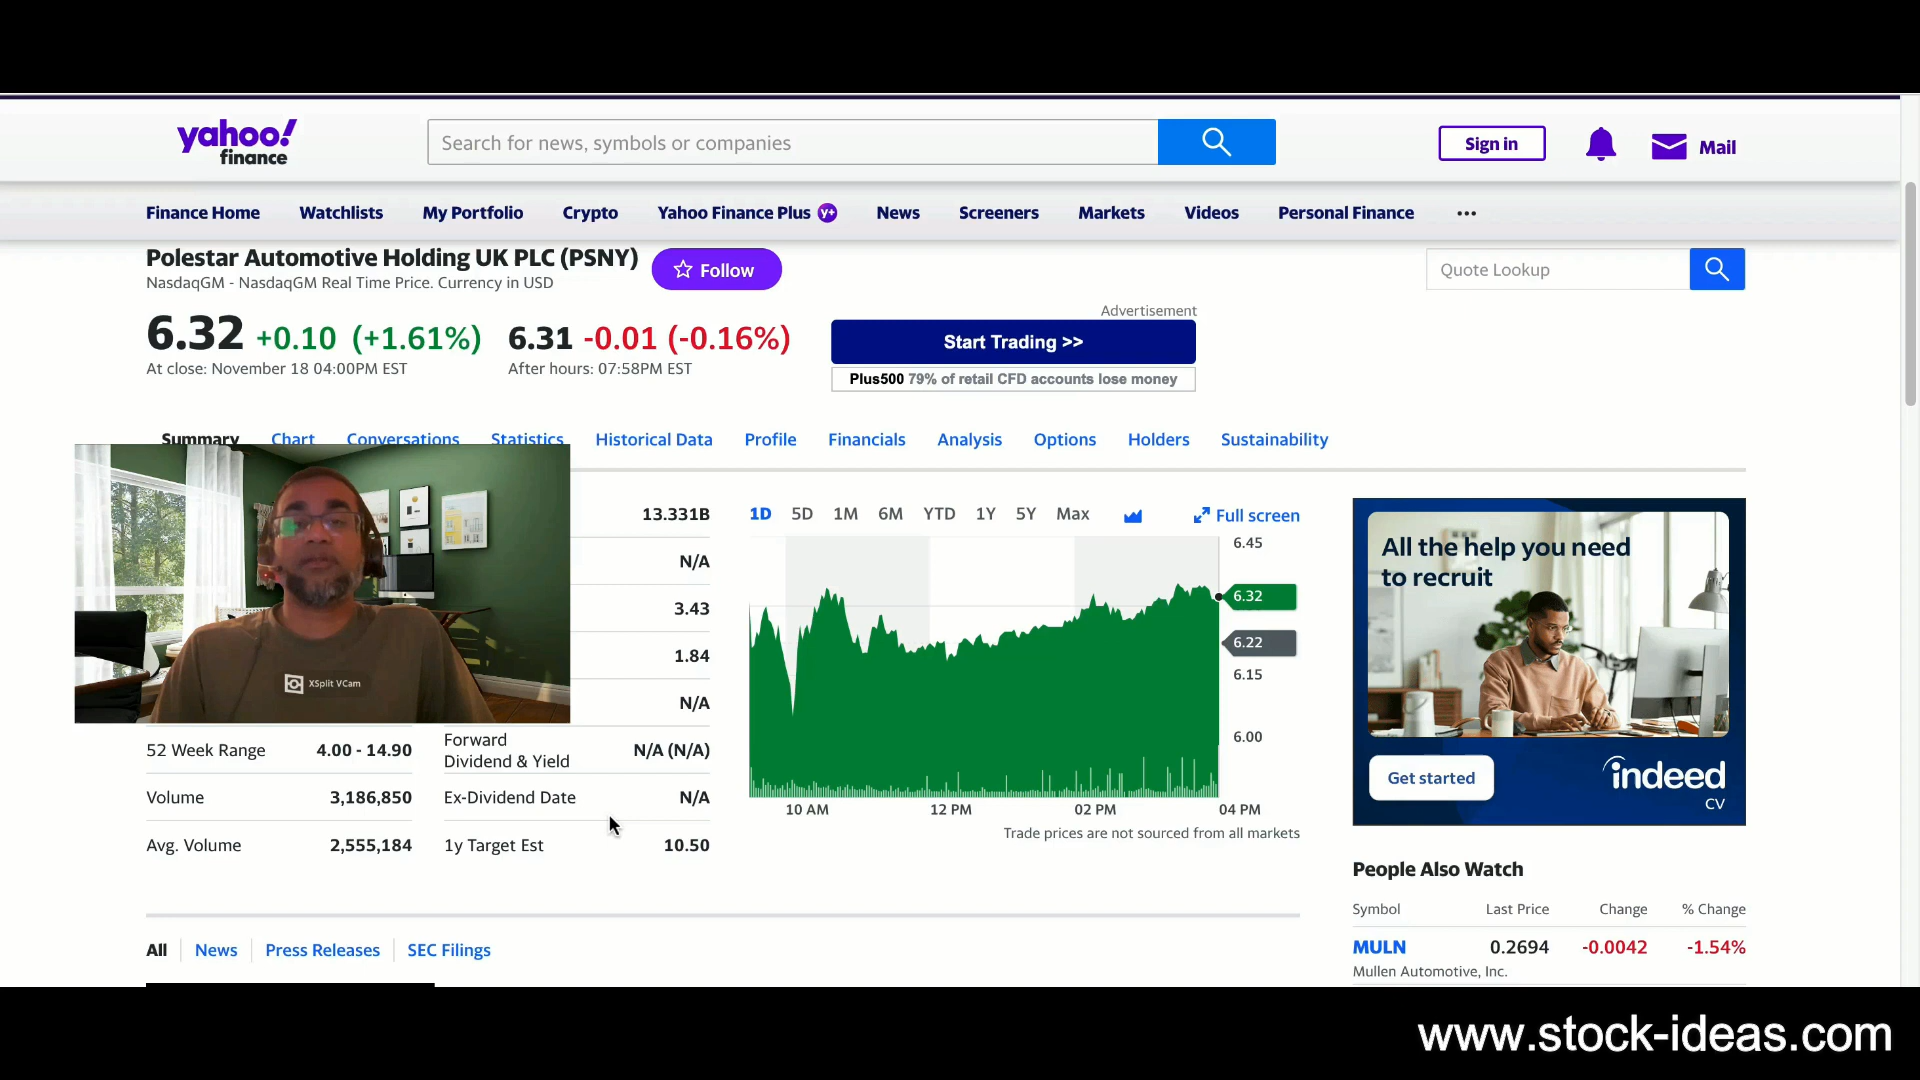 yahoo!
finance
Search for news, symbols or companies
Sign in
Mail
Finance Home Watchlists My Portfolio Crypto Yahoo Finance Plus y+ News Screeners Markets Videos Personal Finance ...
Polestar Automotive Holding UK PLC (PSNY)
Follow
Quote Lookup
NasdaqGM - NasdaqGM Real Time Price. Currency in USD
Advertisement
6.32 +0.10 (+1.61%) 6.31 -0.01 (-0.16%)
At close: November 18 04:00PM EST After hours: 07:58PM EST
Start Trading >>
Plus500 79% of retail CFD accounts lose money
Summary Chart Conversations Statistics Historical Data Profile Financials Analysis Options Holders Sustainability
13.331B
N/A
3.43
1.84
N/A
XSplit VCam
52 Week Range 4.00 - 14.90
Forward
Dividend & Yield N/A (N/A)
Volume 3,186,850
Ex-Dividend Date N/A
Avg. Volume 2,555,184
1y Target Est 10.50
1D 5D 1M 6M YTD 1Y 5Y Max Full screen
6.45
6.32
6.22
6.15
6.00
10 AM 12 PM 02 PM 04 PM
Trade prices are not sourced from all markets
All the help you need
to recruit
Get started
indeed
CV
People Also Watch
Symbol Last Price Change % Change
MULN 0.2694 -0.0042 -1.54%
Mullen Automotive, Inc.
All News Press Releases SEC Filings
www.stock-ideas.com